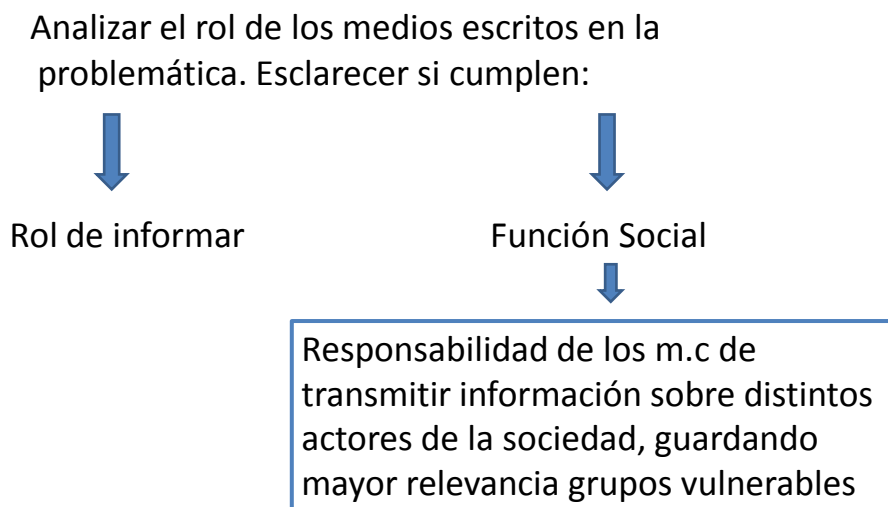 Analizar el rol de los medios escritos en la
problemática. Esclarecer si cumplen:
Rol de informar
Función Social
Responsabilidad de los m.c de
transmitir información sobre distintos
actores de la sociedad, guardando
mayor relevancia grupos vulnerables